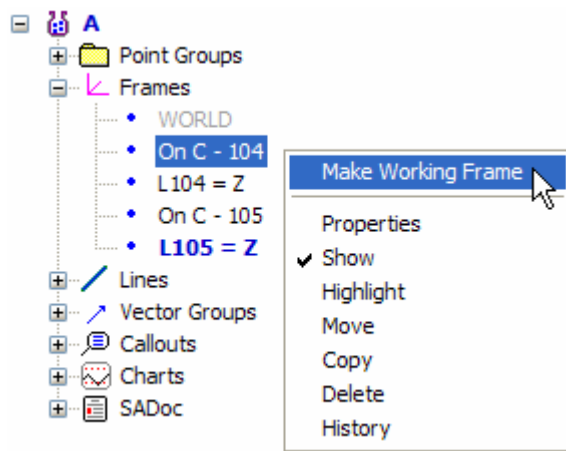 A
Point Groups
Frames
WORLD
On C - 104
L104 = Z
On C - 105
L105 = Z
Lines
Vector Groups
Callouts
Charts
SADoc
Make Working Frame
Properties
Show
Highlight
Move
Copy
Delete
History